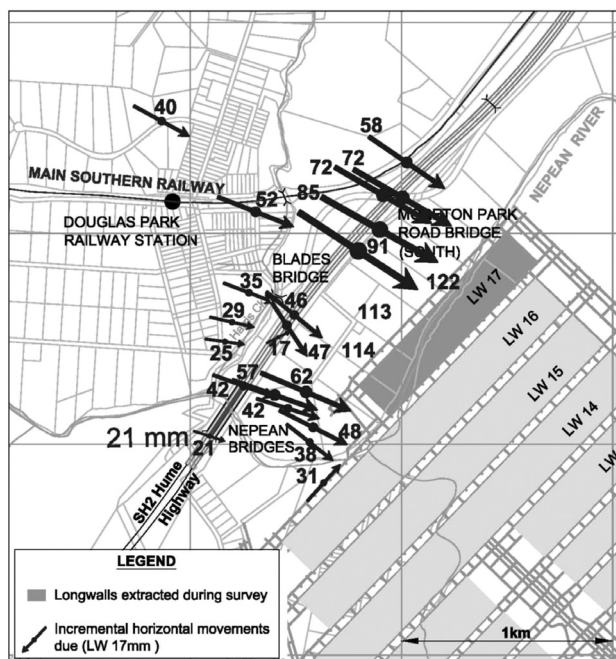 40
58
NEPEAN RIVER
72
72
MAIN SOUTHERN RAILWAY
52
85
DOUGLAS PARK
RAILWAY STATION
MORETON PARK
ROAD BRIDGE
(SOUTH)
91
BLADES
BRIDGE
122
LW 17
35
46
113
LW 16
29
25
17
47
114
LW 15
57
62
42
42
LW 14
48
21 mm
21
NEPEAN
BRIDGES
38
31
SH2 Hume
Highway
LEGEND
Longwalls extracted during survey
Incremental horizontal movements
due (LW 17mm )
1km